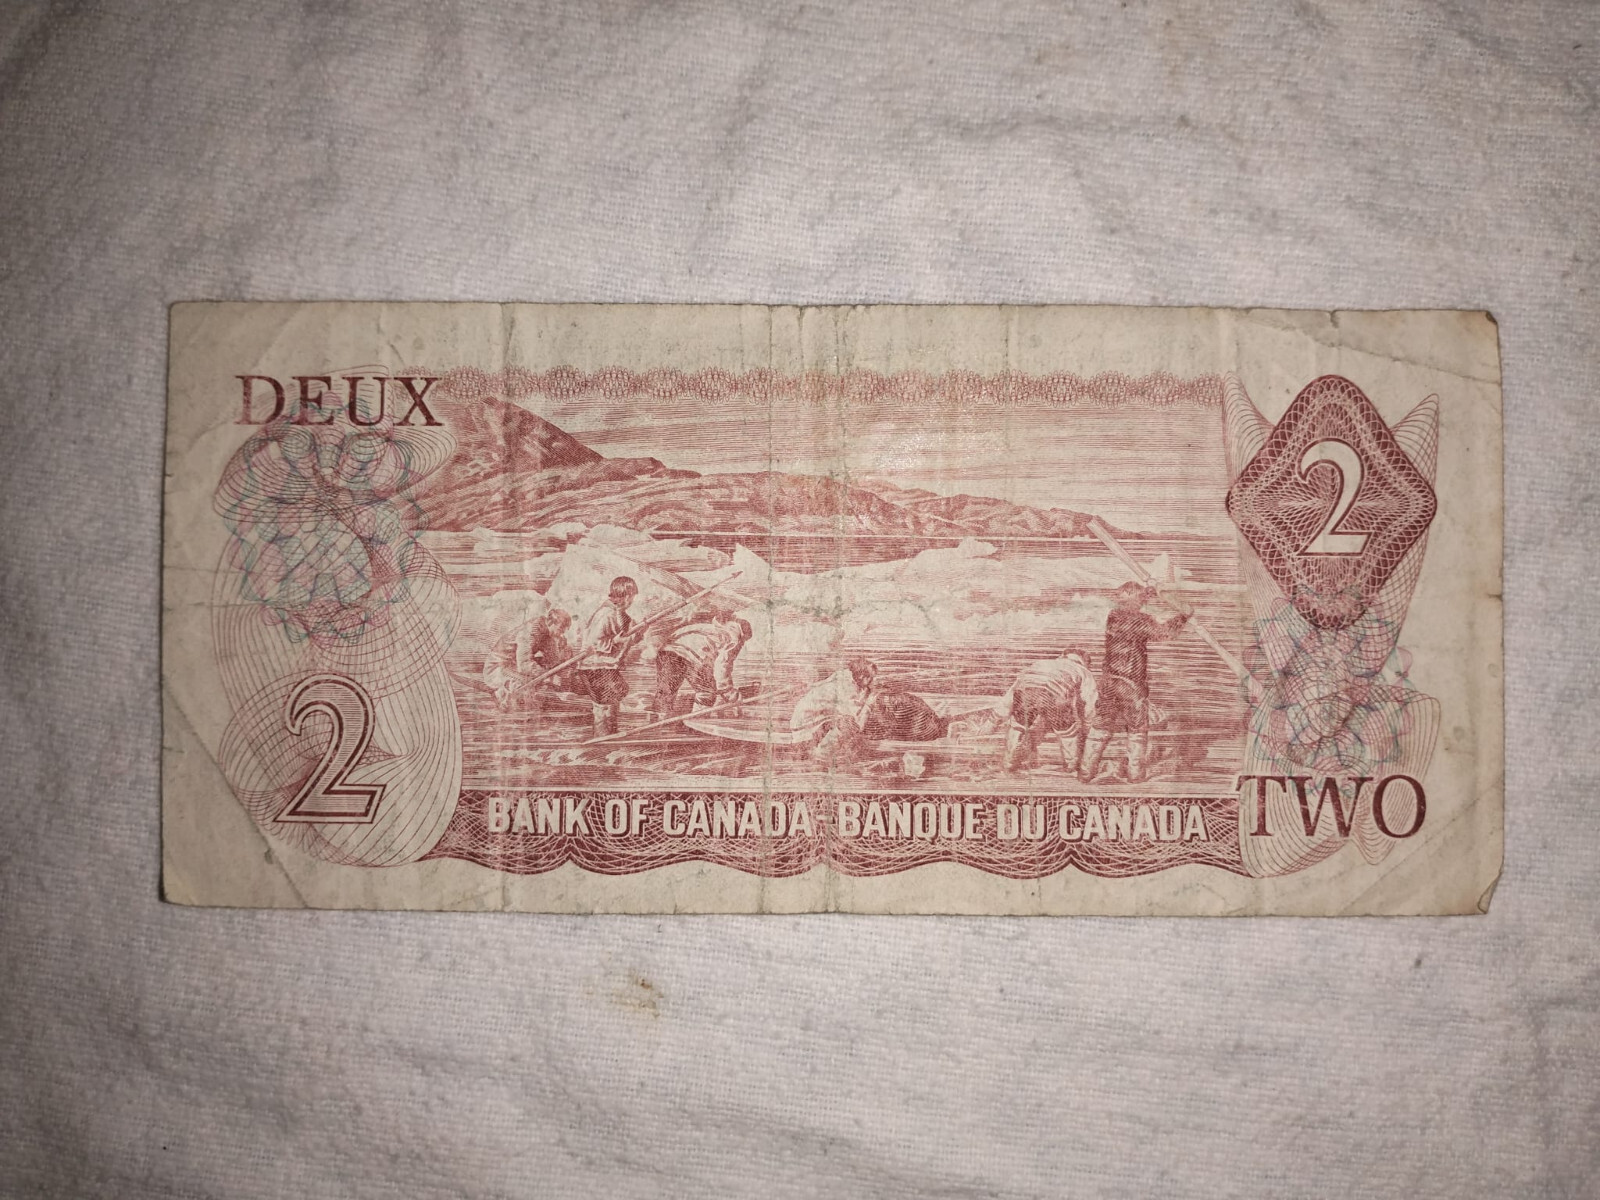 DEUX
2
2
BANK OF CANADA-BANQUE DU CANADA
TWO